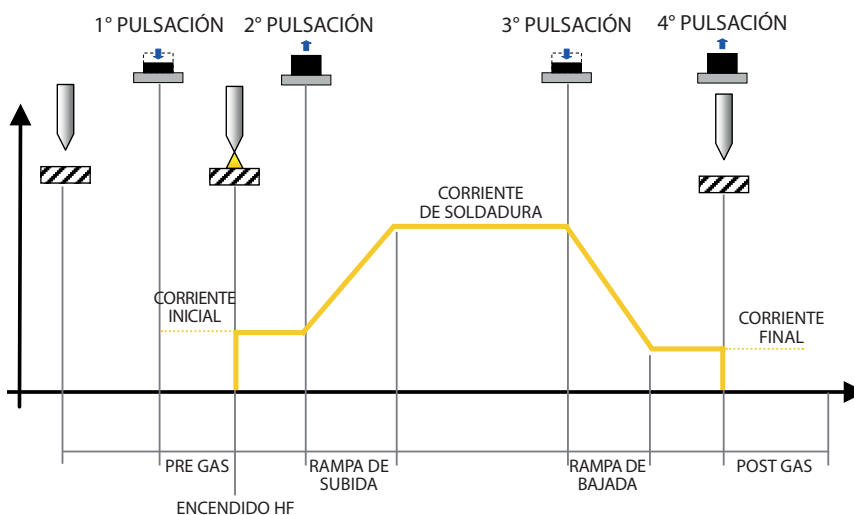 1° PULSACIÓN
2° PULSACIÓN
3° PULSACIÓN
4° PULSACIÓN
CORRIENTE
DE SOLDADURA
CORRIENTE
INICIAL
CORRIENTE
FINAL
PRE GAS
RAMPA DE
SUBIDA
RAMPA DE
BAJADA
POST GAS
ENCENDIDO HF